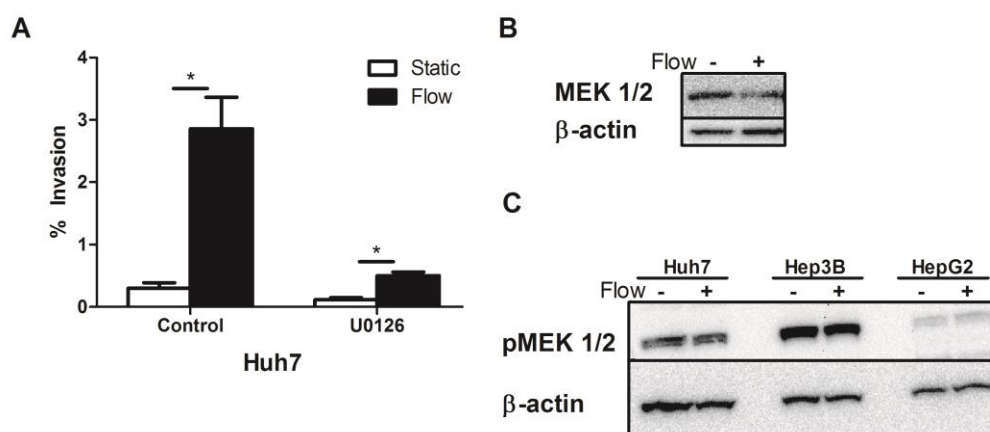 A
% Invasion
4
3
2
1
0
*
*
Static
Flow
Control
U0126
Huh7
B
Flow - +
MEK 1/2
β-actin
C
Huh7 Hep3B HepG2
Flow - + - + - +
pMEK 1/2
β-actin